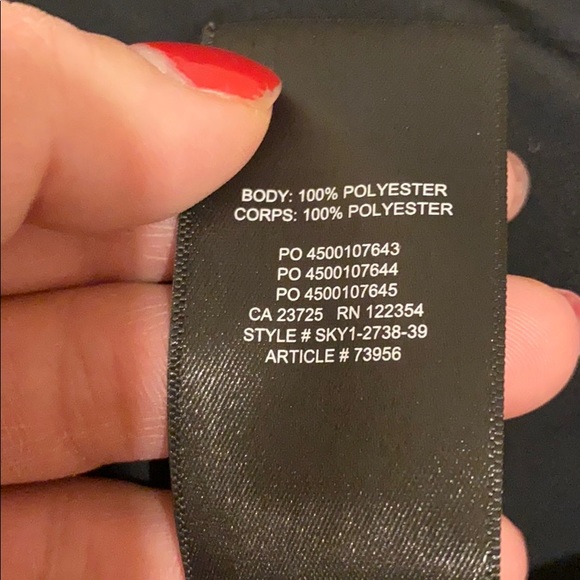 BODY: 100% POLYESTER
CORPS: 100% POLYESTER
PO 4500107643
PO 4500107644
PO 4500107645
CA 23725 RN 122354
STYLE # SKY1-2738-39
ARTICLE # 73956